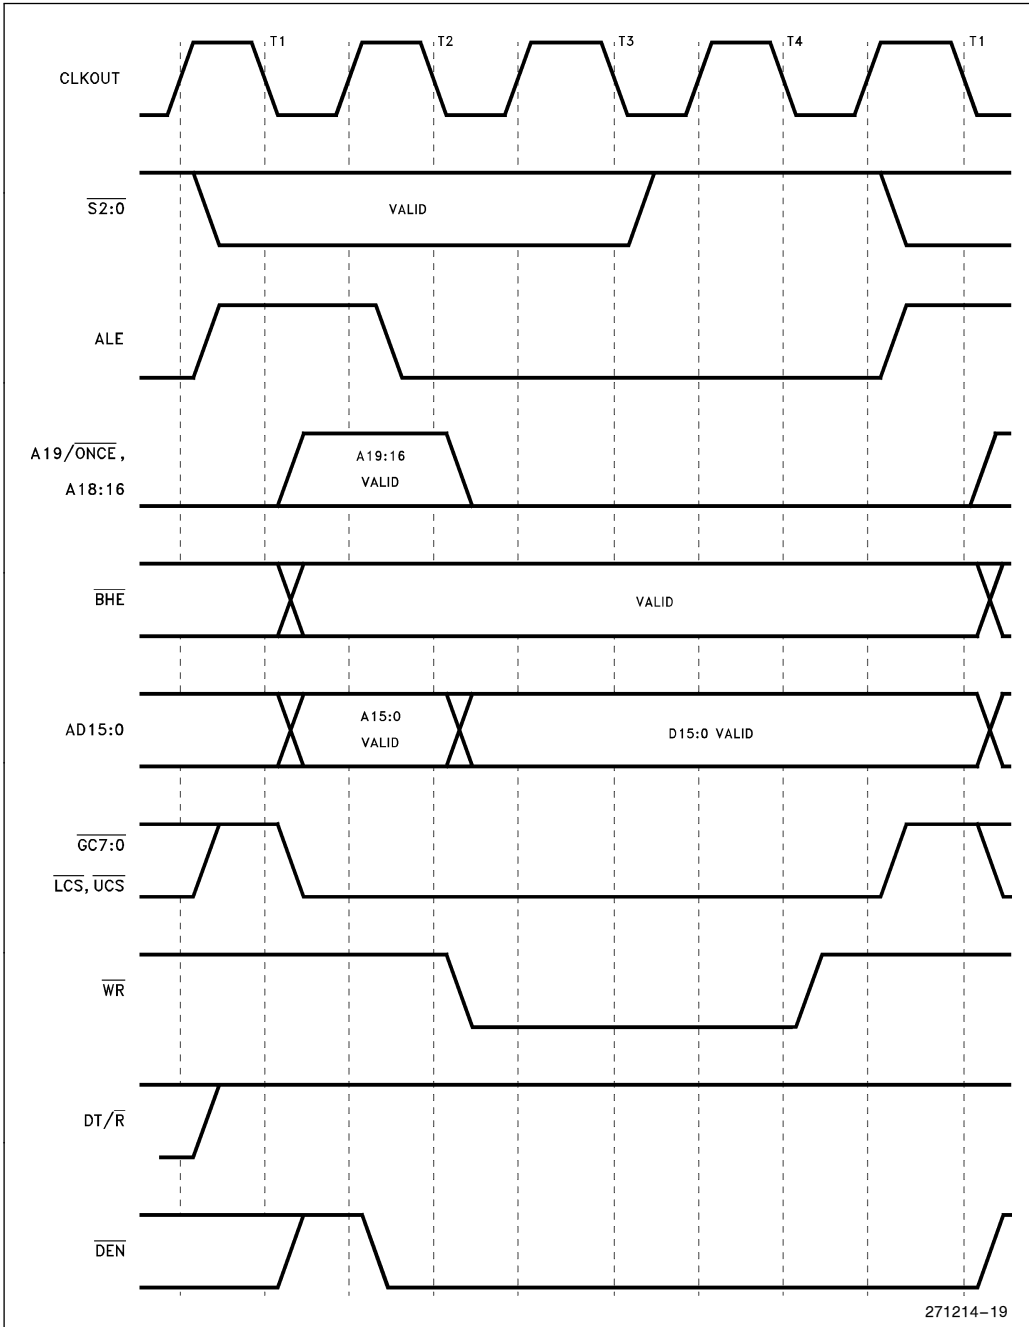 T1 T2 T3 T4 T1
CLKOUT
S2:0
VALID
ALE
A19/ONCE,
A18:16
A19:16
VALID
BHE
VALID
AD15:0
A15:0
VALID
D15:0 VALID
GC7:0
LCS, UCS
WR
DT/R
DEN
271214-19